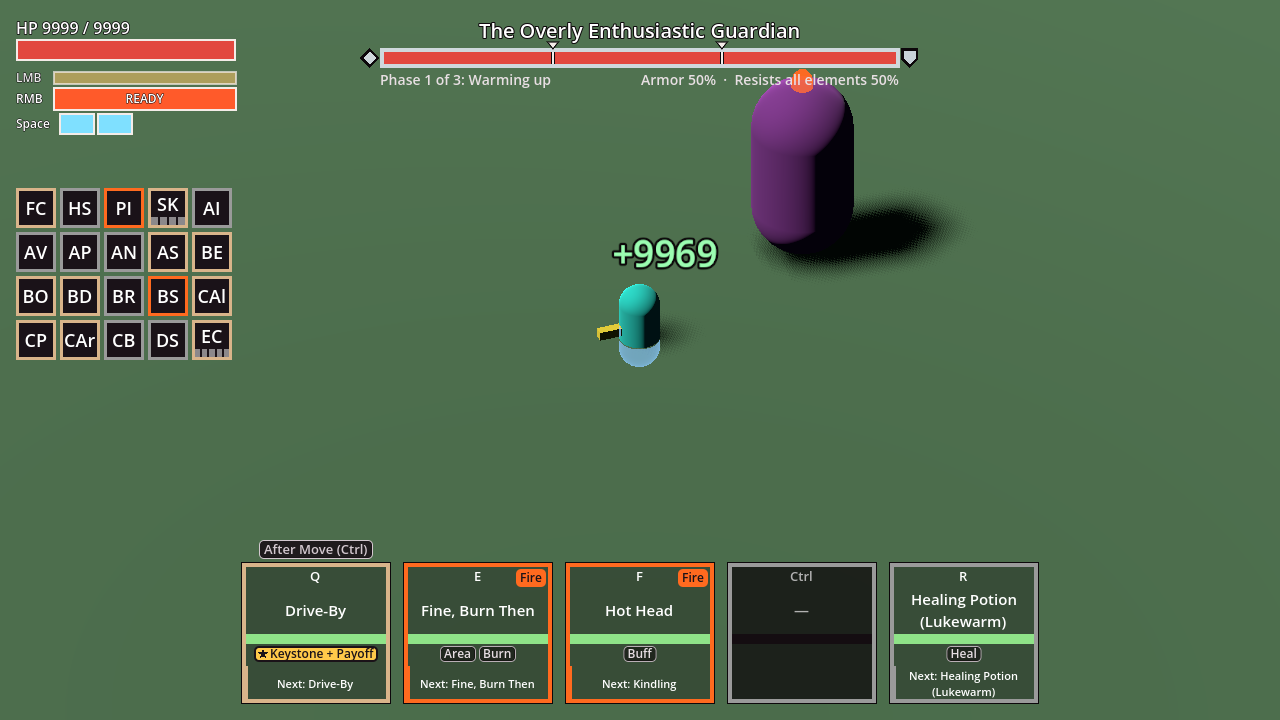 HP 9999 / 9999
LMB
RMB READY
Space
The Overly Enthusiastic Guardian
Phase 1 of 3: Warming up
Armor 50% · Resists all elements 50%
FC HS PI SK AI
AV AP AN AS BE
BO BD BR BS CAl
CP CAr CB DS EC
+9969
After Move (Ctrl)
Q
Drive-By
★Keystone + Payoff
Next: Drive-By
E Fire
Fine, Burn Then
Area Burn
Next: Fine, Burn Then
F Fire
Hot Head
Buff
Next: Kindling
Ctrl
—
R
Healing Potion
(Lukewarm)
Heal
Next: Healing Potion
(Lukewarm)